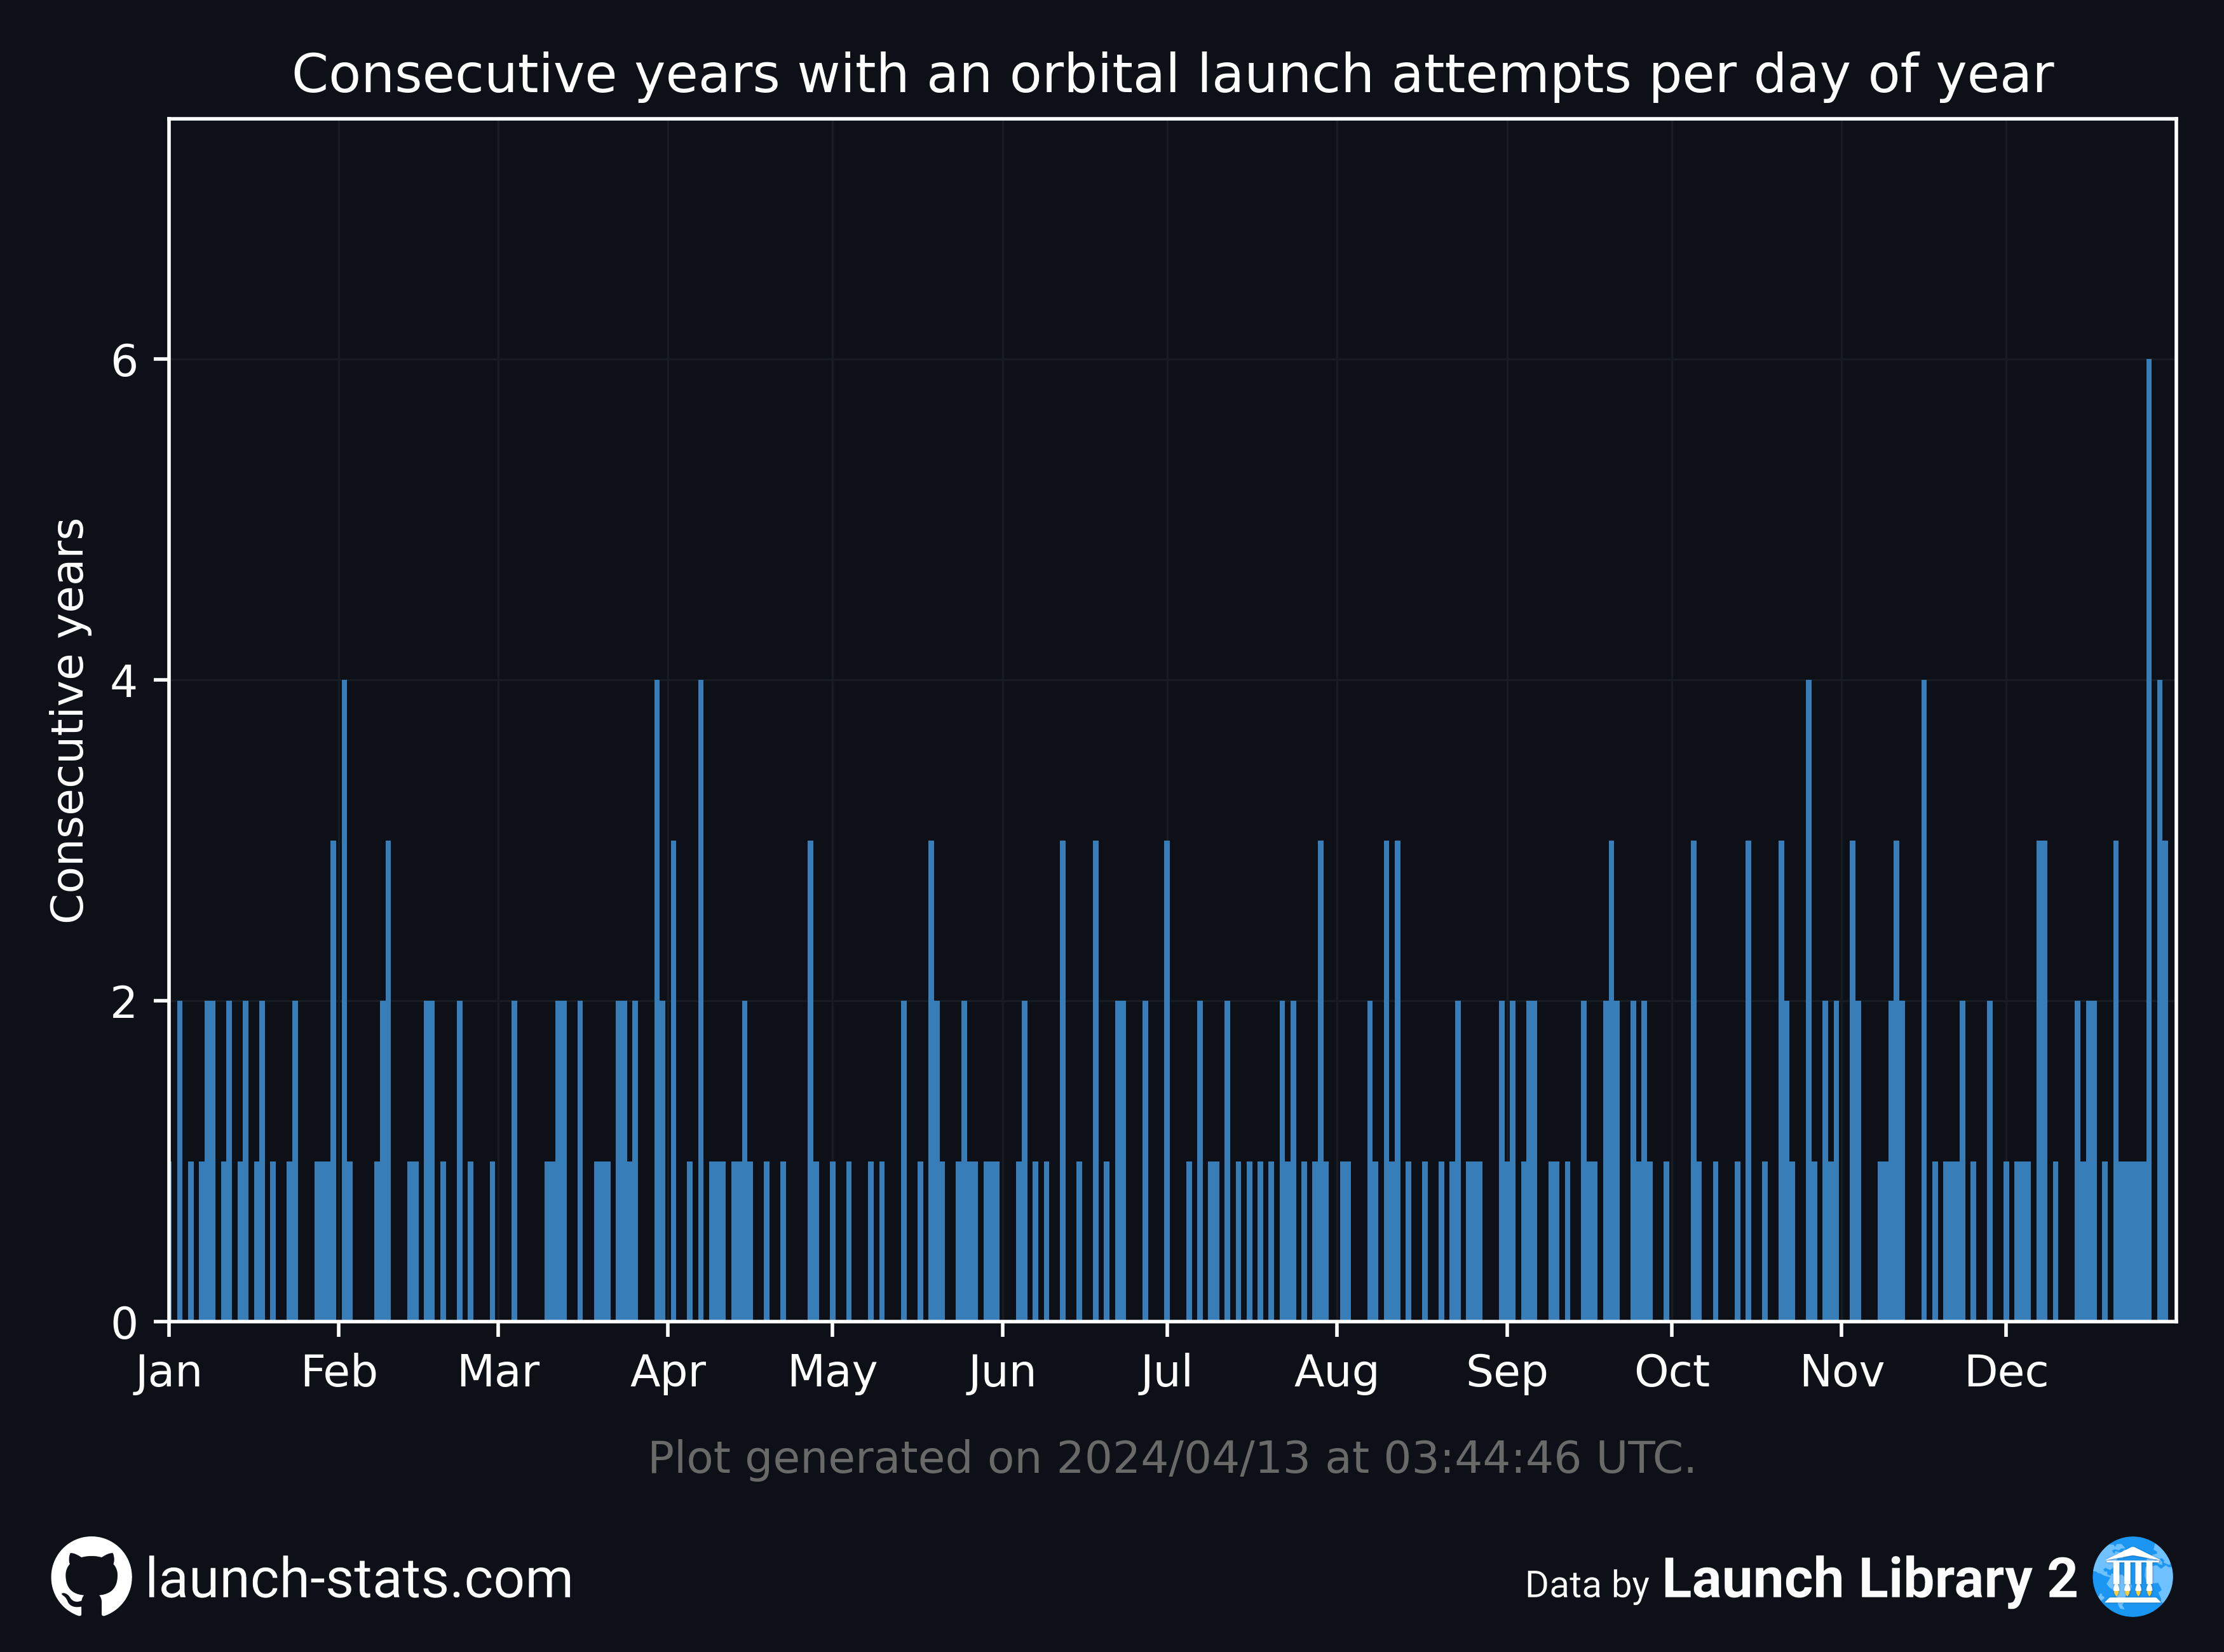 Consecutive years with an orbital launch attempts per day of year
Consecutive years
6
4
2
0
Jan Feb Mar Apr May Jun Jul Aug Sep Oct Nov Dec
Plot generated on 2024/04/13 at 03:44:46 UTC.
launch-stats.com
Data by Launch Library 2